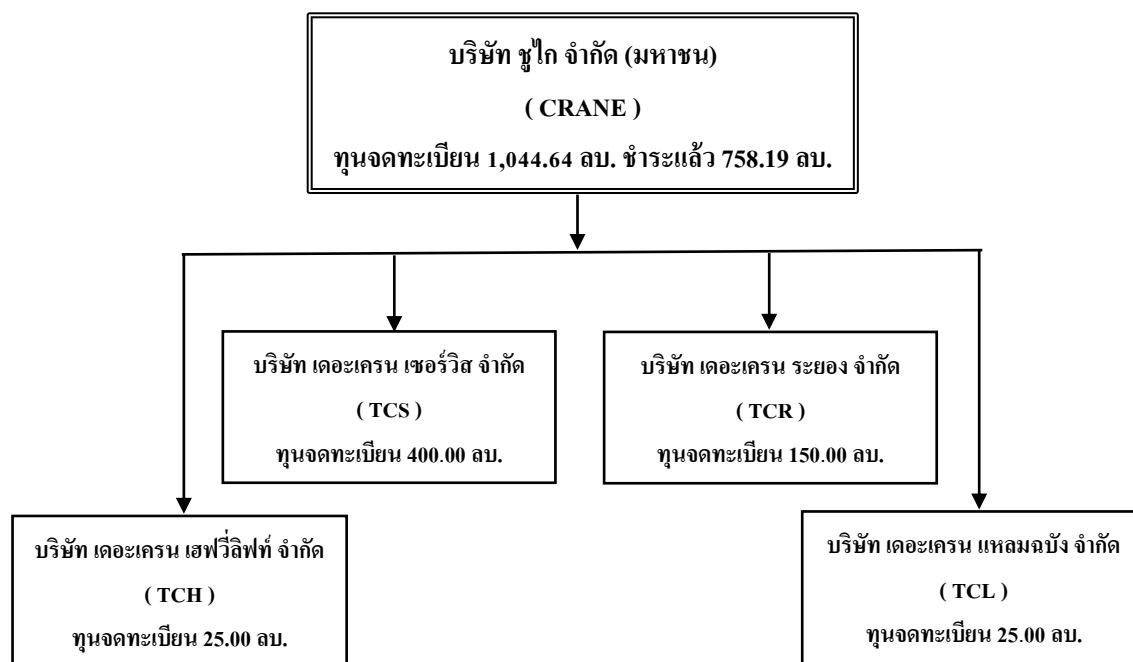 บริษัท ชูไก จำกัด (มหาชน)
( CRANE )
ทุนจดทะเบียน 1,044.64 ลบ. ชำระแล้ว 758.19 ลบ.
บริษัท เดอะเครน เซอร์วิส จำกัด
( TCS )
ทุนจดทะเบียน 400.00 ลบ.
บริษัท เดอะเครน ระยอง จำกัด
( TCR )
ทุนจดทะเบียน 150.00 ลบ.
บริษัท เดอะเครน เฮฟวี่ลิฟท์ จำกัด
( TCH )
ทุนจดทะเบียน 25.00 ลบ.
บริษัท เดอะเครน แหลมฉบัง จำกัด
( TCL )
ทุนจดทะเบียน 25.00 ลบ.